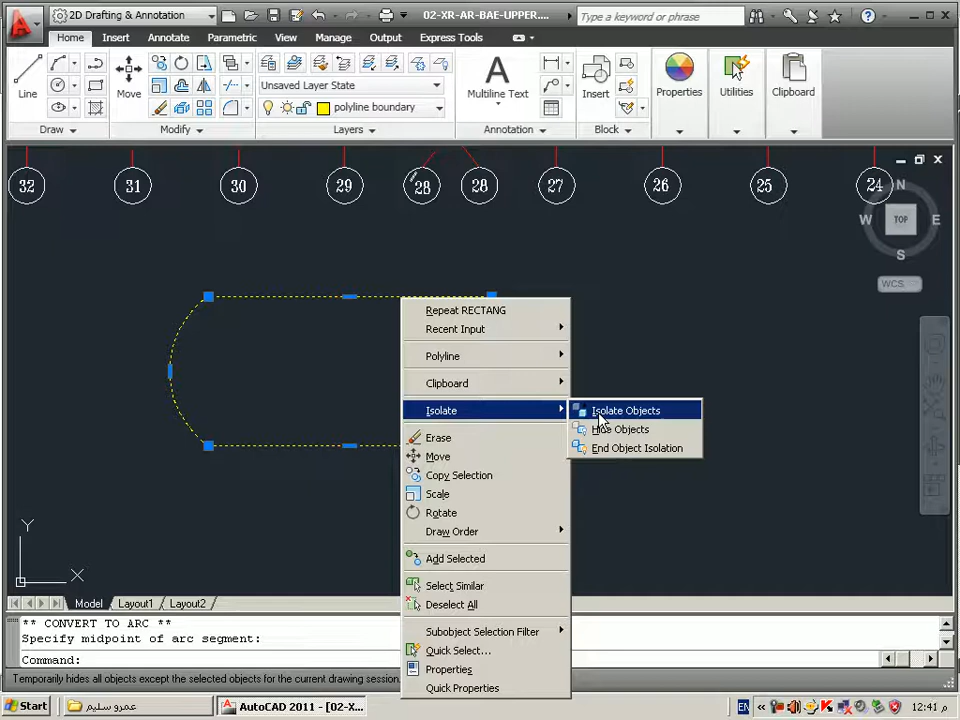 2D Drafting & Annotation
02-XR-AR-BAE-UPPER....
Type a keyword or phrase
Home
Insert
Annotate
Parametric
View
Manage
Output
Express Tools
Line
Move
Unsaved Layer State
polyline boundary
Multiline Text
Insert
Properties
Utilities
Clipboard
Draw
Modify
Layers
Annotation
Block
32
31
30
29
28
28
27
26
25
24
N
W
TOP
E
S
WCS
Repeat RECTANG
Recent Input
Polyline
Clipboard
Isolate
Isolate Objects
Hide Objects
End Object Isolation
Erase
Move
Copy Selection
Scale
Rotate
Draw Order
Add Selected
Select Similar
Deselect All
Subobject Selection Filter
Quick Select...
Properties
Quick Properties
Y
X
Model
Layout1
Layout2
** CONVERT TO ARC **
Specify midpoint of arc segment:
Command:
Temporarily hides all objects except the selected objects for the current drawing session.
Start
عمرو سليم
AutoCAD 2011 - [02-X...
EN
12:41 م